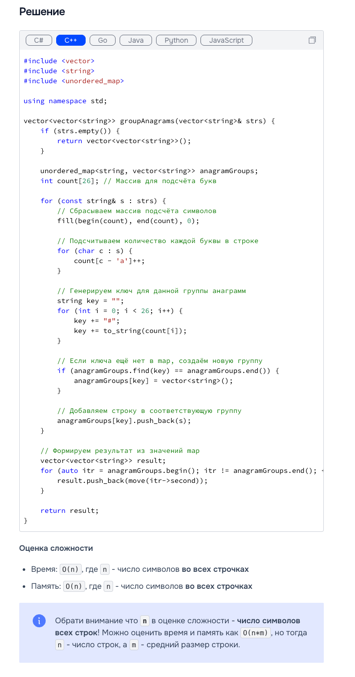 Решение
C#
C++
Go
Java
Python
JavaScript
#include <vector>
#include <string>
#include <unordered_map>
using namespace std;
vector<vector<string>> groupAnagrams(vector<string>& strs) {
    if (strs.empty()) {
        return vector<vector<string>>();
    }
    unordered_map<string, vector<string>> anagramGroups;
    int count[26]; // Массив для подсчёта букв
    for (const string& s : strs) {
        // Сбрасываем массив подсчёта символов
        fill(begin(count), end(count), 0);
        // Подсчитываем количество каждой буквы в строке
        for (char c : s) {
            count[c - 'a']++;
        }
        // Генерируем ключ для данной группы анаграмм
        string key = "";
        for (int i = 0; i < 26; i++) {
            key += "#";
            key += to_string(count[i]);
        }
        // Если ключа ещё нет в map, создаём новую группу
        if (anagramGroups.find(key) == anagramGroups.end()) {
            anagramGroups[key] = vector<string>();
        }
        // Добавляем строку в соответствующую группу
        anagramGroups[key].push_back(s);
    }
    // Формируем результат из значений map
    vector<vector<string>> result;
    for (auto itr = anagramGroups.begin(); itr != anagramGroups.end();
        result.push_back(move(itr->second));
    }
    return result;
}
Оценка сложности
• Время: O(n), где n - число символов во всех строчках
• Память: O(n), где n - число символов во всех строчках
Обрати внимание что n в оценке сложности - число символов
всех строк! Можно оценить время и память как O(n*m), но тогда
n - число строк, а m - средний размер строки.